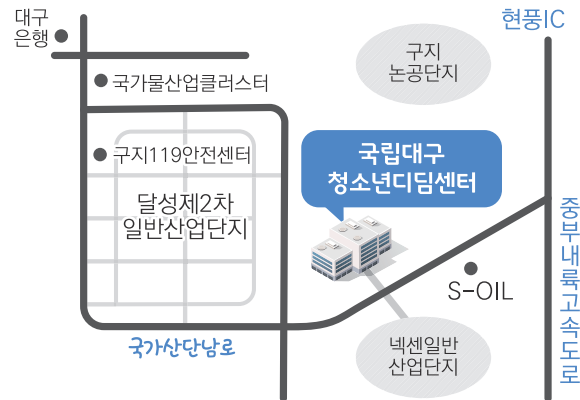 대구
은행
현풍IC
구지
논공단지
국가물산업클러스터
구지119안전센터
국립대구
청소년디딤센터
달성제2차
일반산업단지
중부내륙고속도로
S-OIL
국가산단남로
넥센일반
산업단지